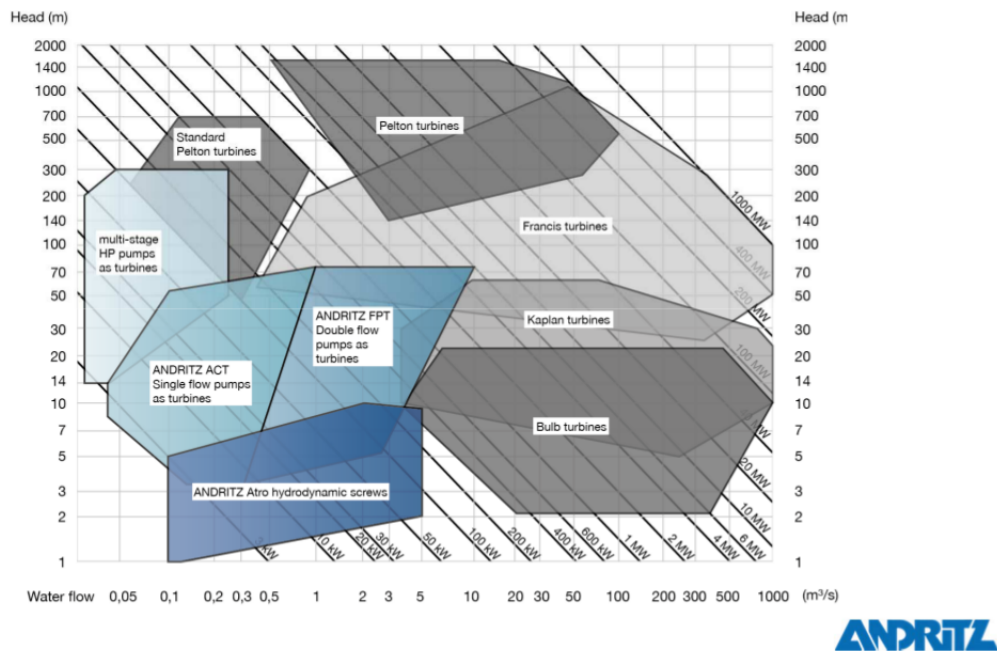 Head (m)
Head (m
2000
1400
1000
700
500
300
200
140
100
70
50
30
20
14
10
7
5
3
2
1
2000
1400
1000
700
500
300
200
140
100
70
50
30
20
14
10
7
5
3
2
1
Pelton turbines
Standard
Pelton turbines
Francis turbines
multi-stage
HP pumps
as turbines
ANDRITZ FPT
Double flow
pumps as
turbines
Kaplan turbines
ANDRITZ ACT
Single flow pumps
as turbines
Bulb turbines
ANDRITZ Atro hydrodynamic screws
1000 MW
400 MW
200 MW
100 MW
MW
20 MW
10 MW
6 MW
4 MW
2 MW
1 MW
600 kW
400 kW
200 kW
100 kW
50 kW
30 kW
20 kW
10 kW
kW
Water flow 0,05 0,1 0,2 0,3 0,5 1 2 3 5 10 20 30 50 100 200 300 500 1000 (m³/s)
ANDRITZ